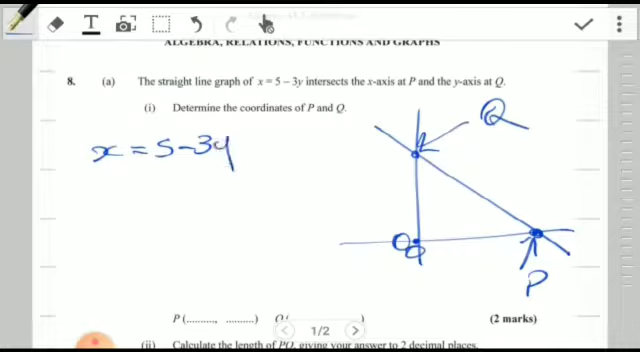 T
ALGEBRA, RELATIONS, FUNCTIONS AND GRAPHS
8. (a) The straight line graph of x = 5 – 3y intersects the x-axis at P and the y-axis at Q.
(i) Determine the coordinates of P and Q.
Q
x = 5 - 3y
O
P
P (.........., ..........) Q( )
1/2
(2 marks)
(ii) Calculate the length of PQ, giving your answer to 2 decimal places.